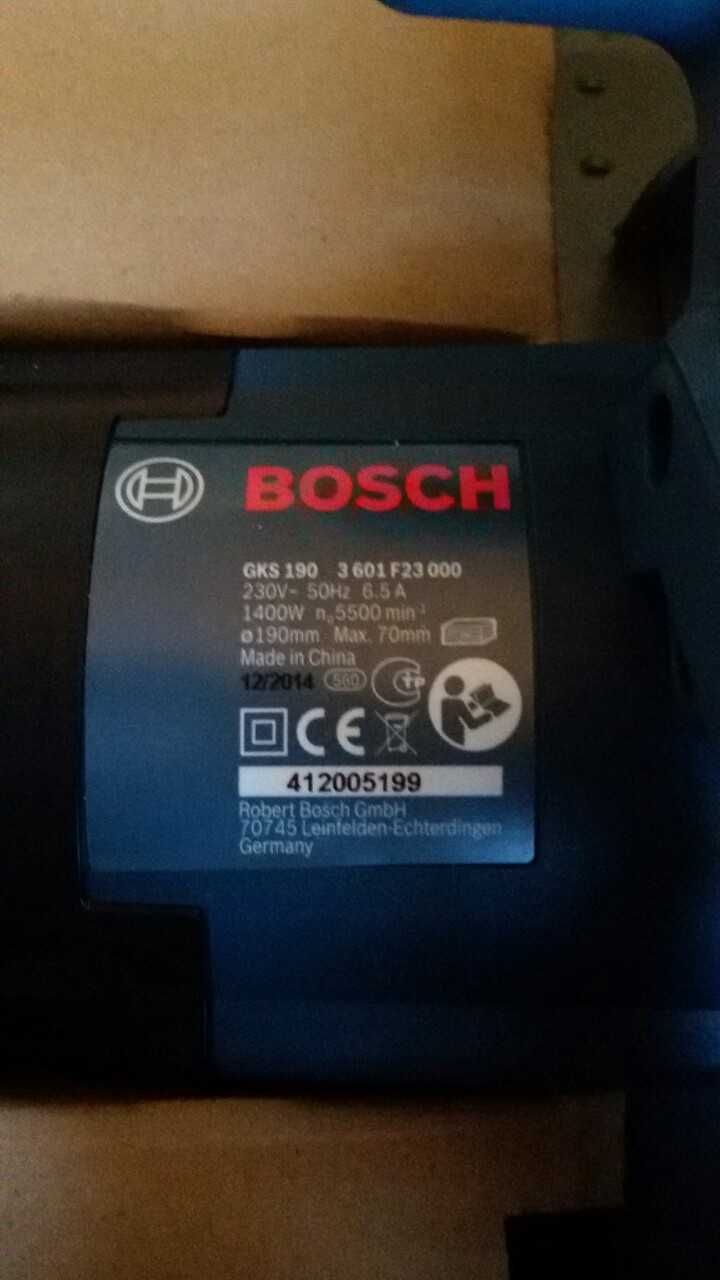 BOSCH
GKS 190 3 601 F23 000
230V~ 50Hz 6.5 A
1400W n₀ 5500 min⁻¹
ø190mm Max. 70mm
Made in China
12/2014 580
CE
412005199
Robert Bosch GmbH
70745 Leinfelden-Echterdingen
Germany